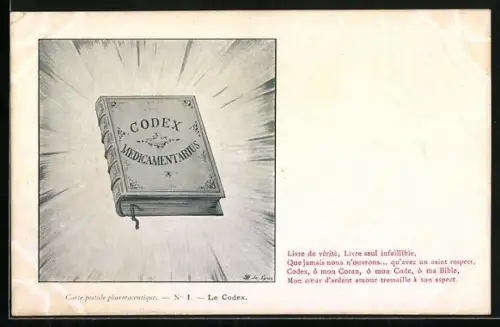 CODEX
MEDICAMENTARIUS
Carte postale pharmaceutique. — N° 1. — Le Codex.
Livre de vérité, Livre seul infaillible,
Que jamais nous n'ouvrons... qu'avec un saint respect,
Codex, ô mon Coran, ô mon Code, ô ma Bible,
Mon cœur d'ardent amour tressaille à ton aspect.